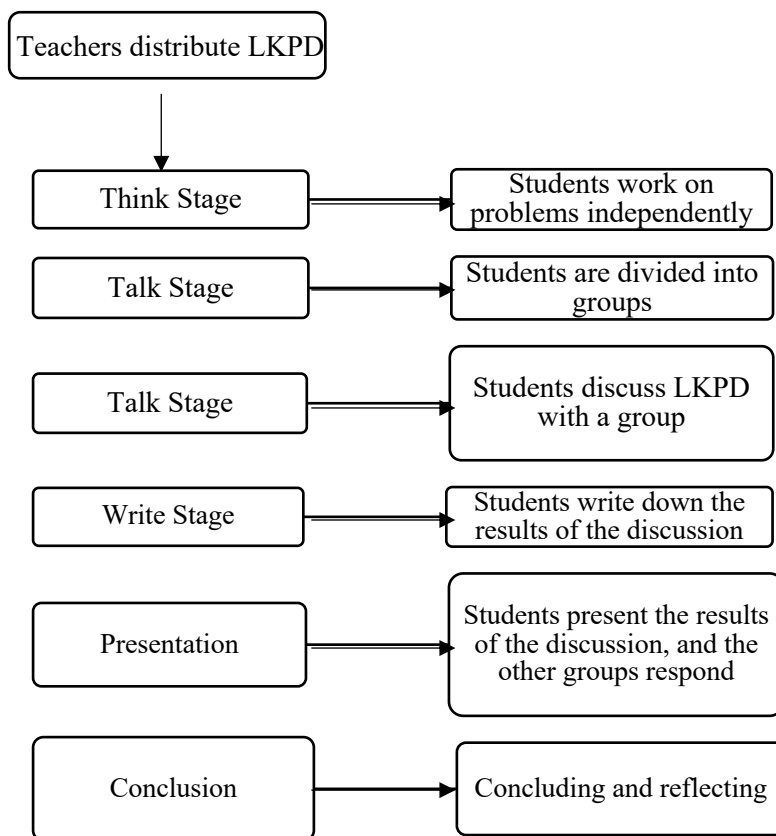 Teachers distribute LKPD
Think Stage
Students work on
problems independently
Talk Stage
Students are divided into
groups
Talk Stage
Students discuss LKPD
with a group
Write Stage
Students write down the
results of the discussion
Presentation
Students present the results
of the discussion, and the
other groups respond
Conclusion
Concluding and reflecting